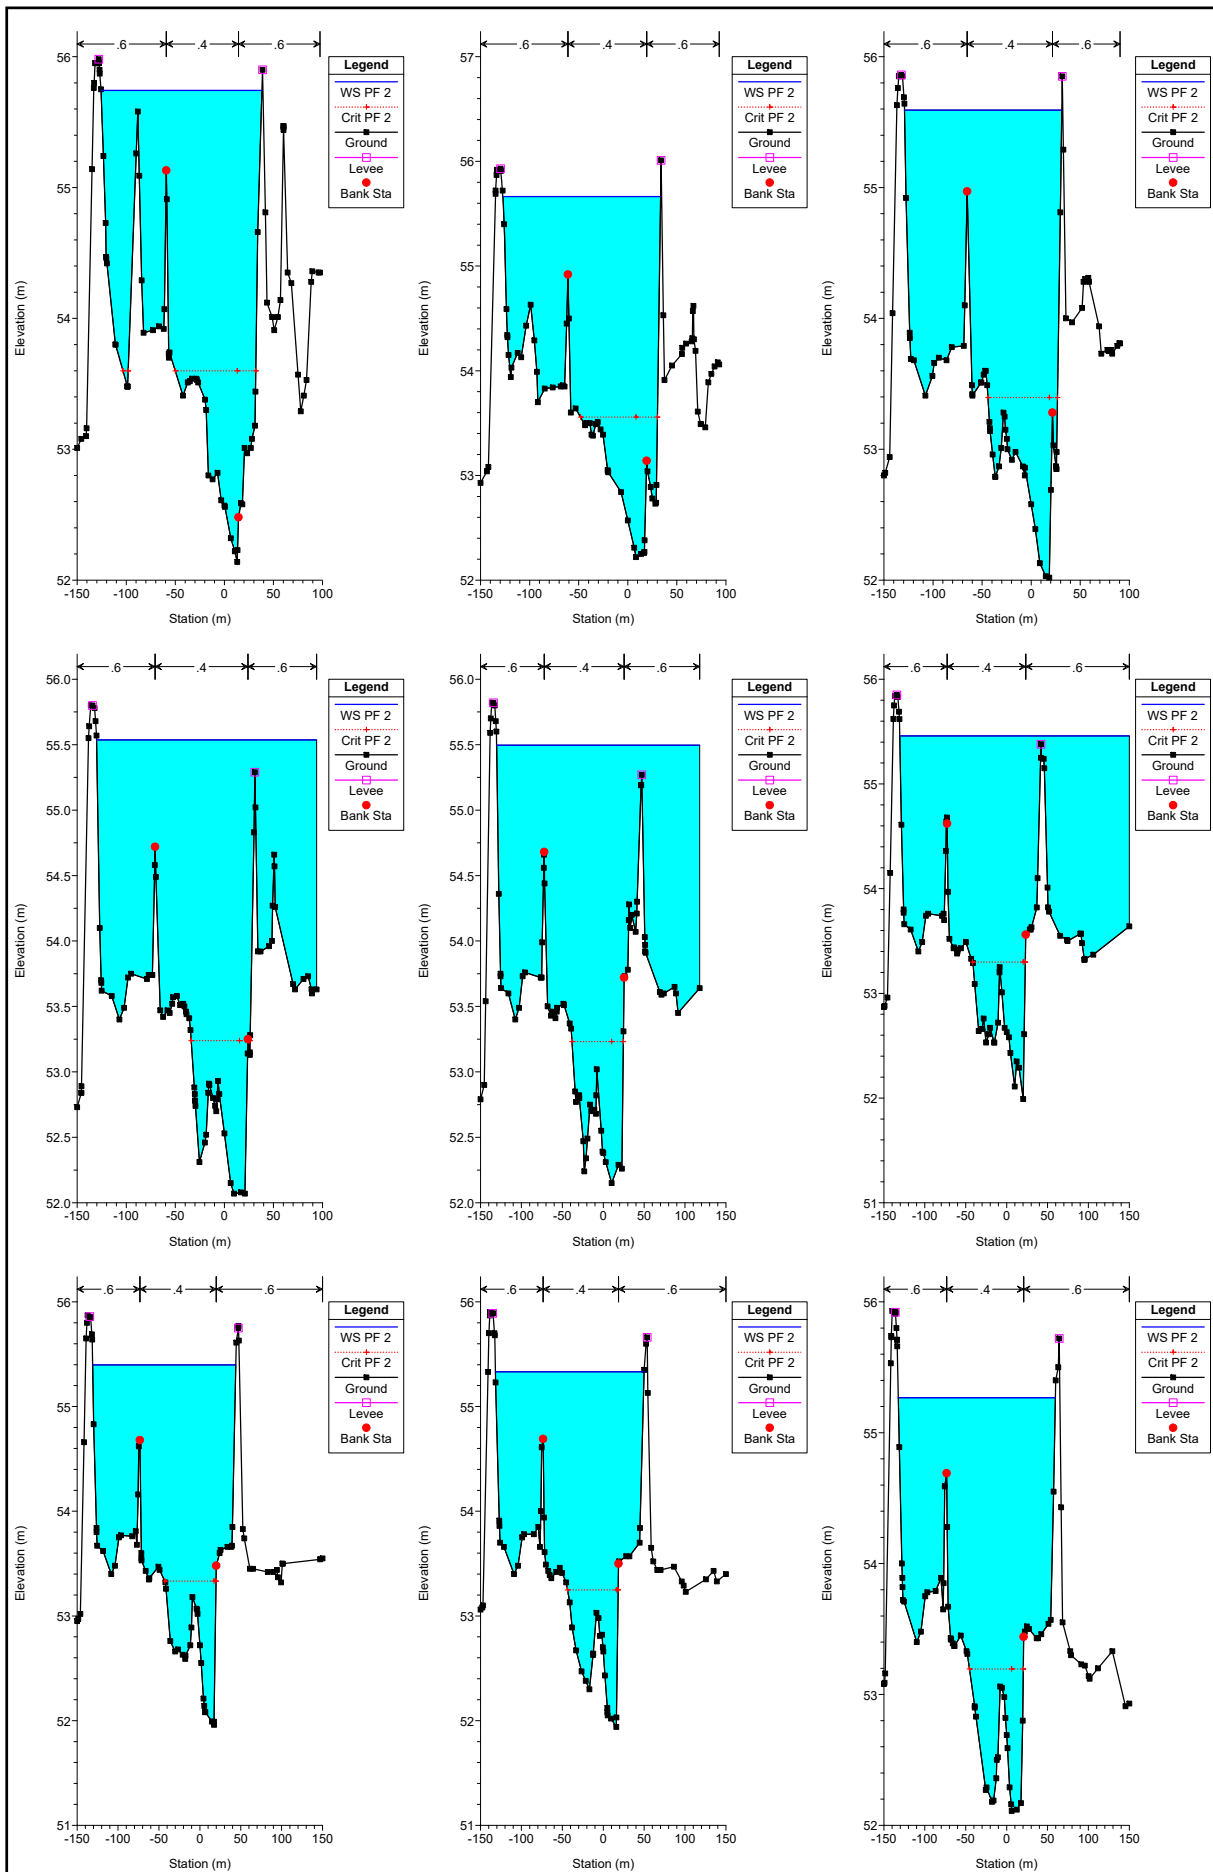 .6 .4 .6
56
55
54
53
52
Elevation (m)
-150 -100 -50 0 50 100
Station (m)
Legend
WS PF 2
Crit PF 2
Ground
Levee
Bank Sta
.6 .4 .6
57
56
55
54
53
52
Elevation (m)
-150 -100 -50 0 50 100
Station (m)
Legend
WS PF 2
Crit PF 2
Ground
Levee
Bank Sta
.6 .4 .6
56
55
54
53
52
Elevation (m)
-150 -100 -50 0 50 100
Station (m)
Legend
WS PF 2
Crit PF 2
Ground
Levee
Bank Sta
.6 .4 .6
56.0
55.5
55.0
54.5
54.0
53.5
53.0
52.5
52.0
Elevation (m)
-150 -100 -50 0 50 100
Station (m)
Legend
WS PF 2
Crit PF 2
Ground
Levee
Bank Sta
.6 .4 .6
56.0
55.5
55.0
54.5
54.0
53.5
53.0
52.5
52.0
Elevation (m)
-150 -100 -50 0 50 100 150
Station (m)
Legend
WS PF 2
Crit PF 2
Ground
Levee
Bank Sta
.6 .4 .6
56
55
54
53
52
51
Elevation (m)
-150 -100 -50 0 50 100 150
Station (m)
Legend
WS PF 2
Crit PF 2
Ground
Levee
Bank Sta
.6 .4 .6
56
55
54
53
52
51
Elevation (m)
-150 -100 -50 0 50 100 150
Station (m)
Legend
WS PF 2
Crit PF 2
Ground
Levee
Bank Sta
.6 .4 .6
56
55
54
53
52
51
Elevation (m)
-150 -100 -50 0 50 100 150
Station (m)
Legend
WS PF 2
Crit PF 2
Ground
Levee
Bank Sta
.6 .4 .6
56
55
54
53
52
Elevation (m)
-150 -100 -50 0 50 100 150
Station (m)
Legend
WS PF 2
Crit PF 2
Ground
Levee
Bank Sta